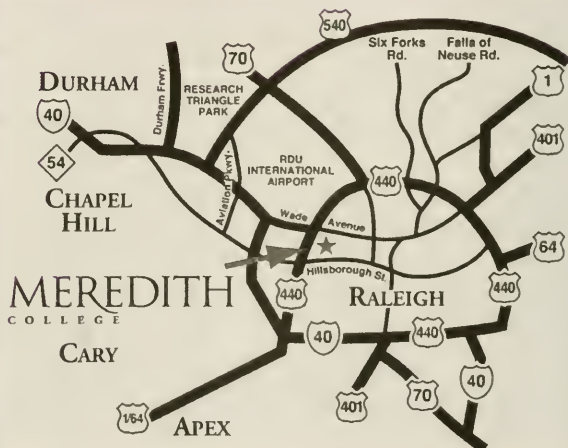 540
70
Six Forks
Rd.
Falla of
Neuse Rd.
1
DURHAM
Durham Frwy.
RESEARCH
TRIANGLE
PARK
40
401
54
Aviation Pkwy.
RDU
INTERNATIONAL
AIRPORT
440
CHAPEL
HILL
Wade Avenue
64
Hillsborough St.
MEREDITH
COLLEGE
440
RALEIGH
440
CARY
40
440
1/64
APEX
401
70
40